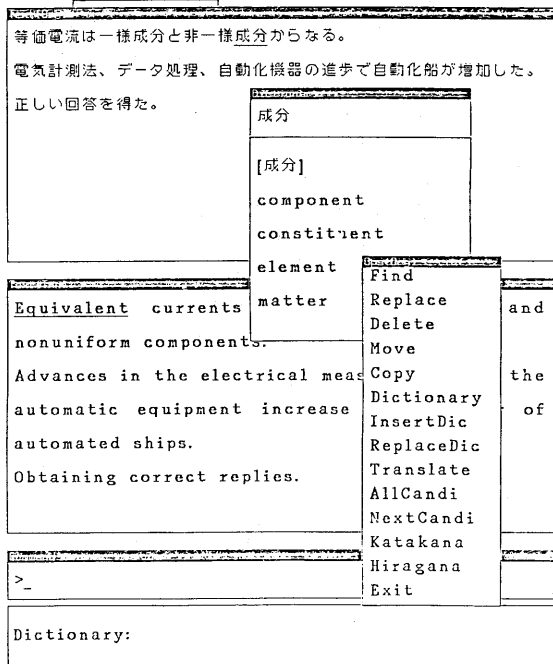 等価電流は一様成分と非一様成分からなる。
電気計測法、データ処理、自動化機器の進歩で自動化船が増加した。
正しい回答を得た。
成分
[成分]
component
constituent
element
matter
Find
Replace
Delete
Move
Copy
Dictionary
InsertDic
ReplaceDic
Translate
AllCandi
NextCandi
Katakana
Hiragana
Exit
Equivalent currents and
nonuniform components.
Advances in the electrical meas the
automatic equipment increase of
automated ships.
Obtaining correct replies.
>_
Dictionary: